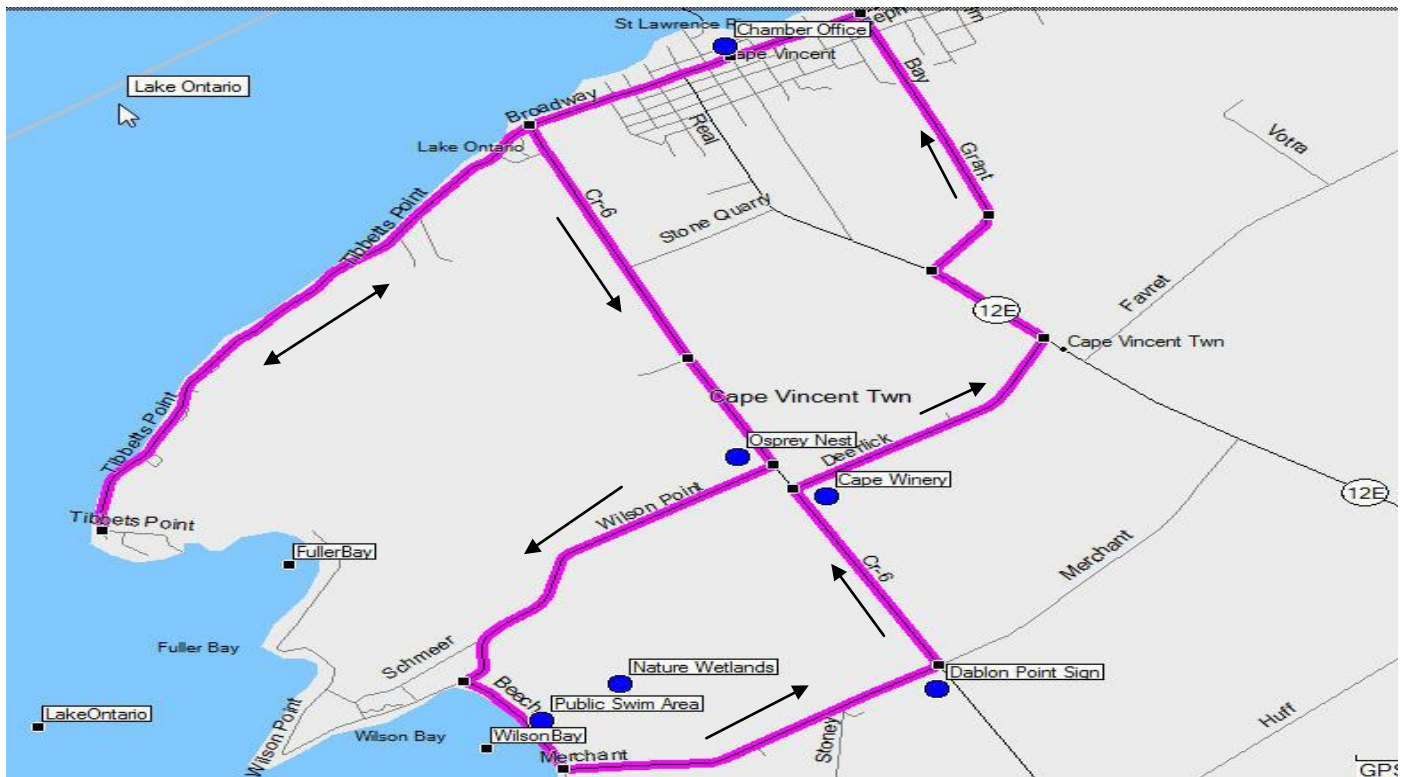 St Lawrence R
Chamber Office
Cape Vincent
Lake Ontario
Broadway
Bay
Real
Lake Ontario
Grant
Votra
Tibbetts Point
Cr-6
Stone Quarry
Favret
12E
Cape Vincent Twn
Cape Vincent Twn
Tibbetts Point
Osprey Nest
Deerlick
Cape Winery
12E
Wilson Point
Tibbets Point
FullerBay
Cr-6
Merchant
Fuller Bay
Schmeer
Nature Wetlands
Dablon Point Sign
Beech
Public Swim Area
LakeOntario
Wilson Point
Wilson Bay
WilsonBay
Merchant
Stoney
Huff
GPS